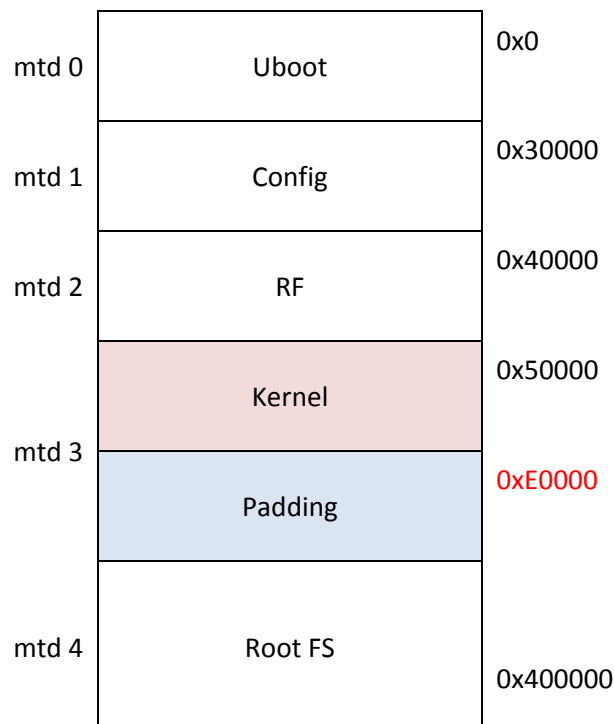 0x0
mtd 0
Uboot
0x30000
mtd 1
Config
0x40000
mtd 2
RF
0x50000
Kernel
mtd 3
0xE0000
Padding
mtd 4
Root FS
0x400000